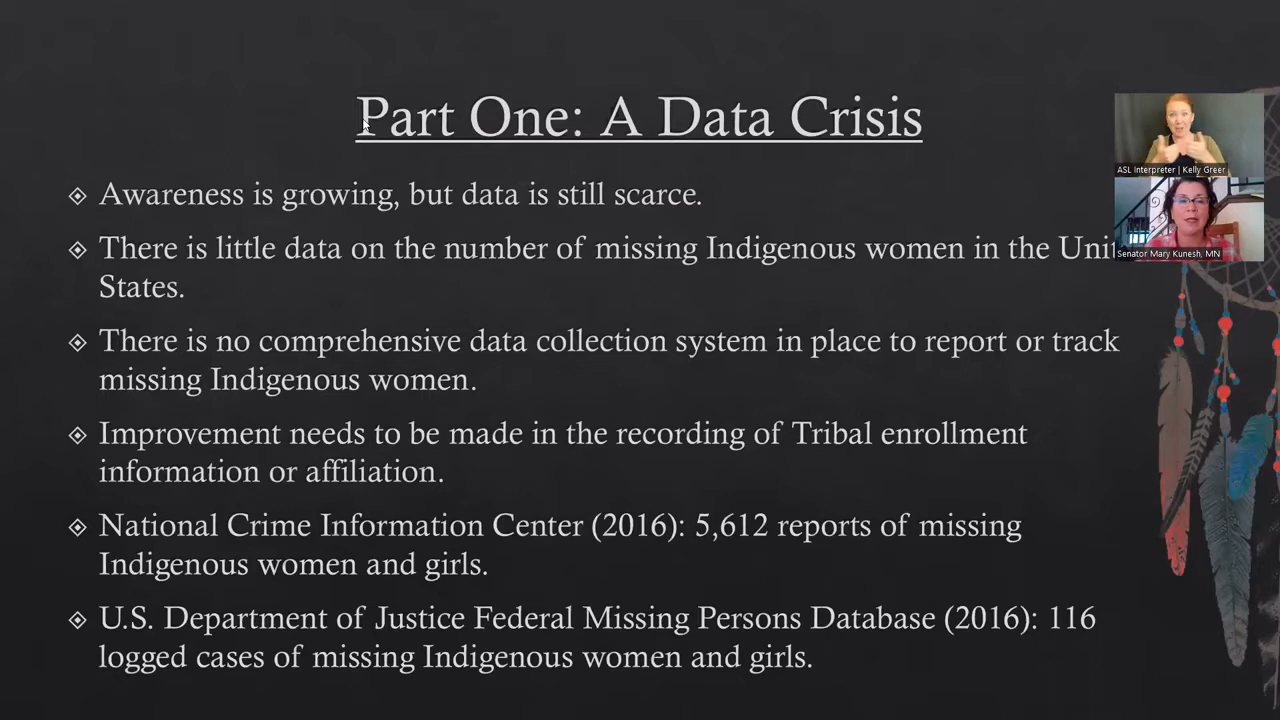 Part One: A Data Crisis
Awareness is growing, but data is still scarce.
There is little data on the number of missing Indigenous women in the Unit
States.
There is no comprehensive data collection system in place to report or track
missing Indigenous women.
Improvement needs to be made in the recording of Tribal enrollment
information or affiliation.
National Crime Information Center (2016): 5,612 reports of missing
Indigenous women and girls.
U.S. Department of Justice Federal Missing Persons Database (2016): 116
logged cases of missing Indigenous women and girls.
ASL Interpreter | Kelly Greer
Senator Mary Kunesh, MN